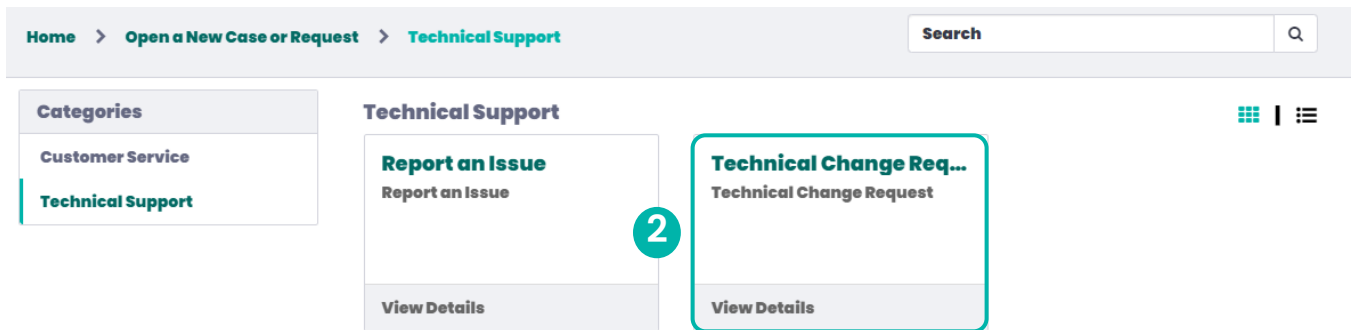 Home > Open a New Case or Request > Technical Support
Search
Categories
Customer Service
Technical Support
Technical Support
Report an Issue
Report an Issue
View Details
2
Technical Change Req...
Technical Change Request
View Details